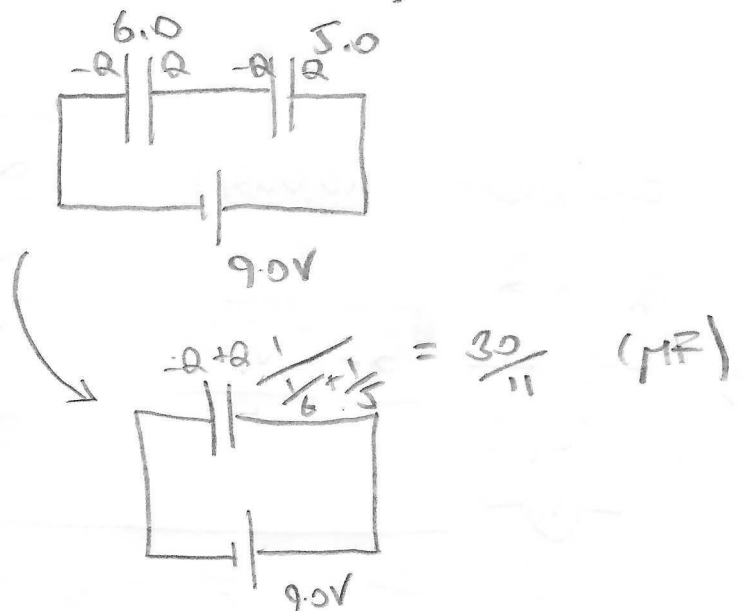 6.0 5.0
-Q Q -Q Q
9.0V
-Q +Q 1/(1/6 + 1/5) = 30/11 (μF)
9.0V